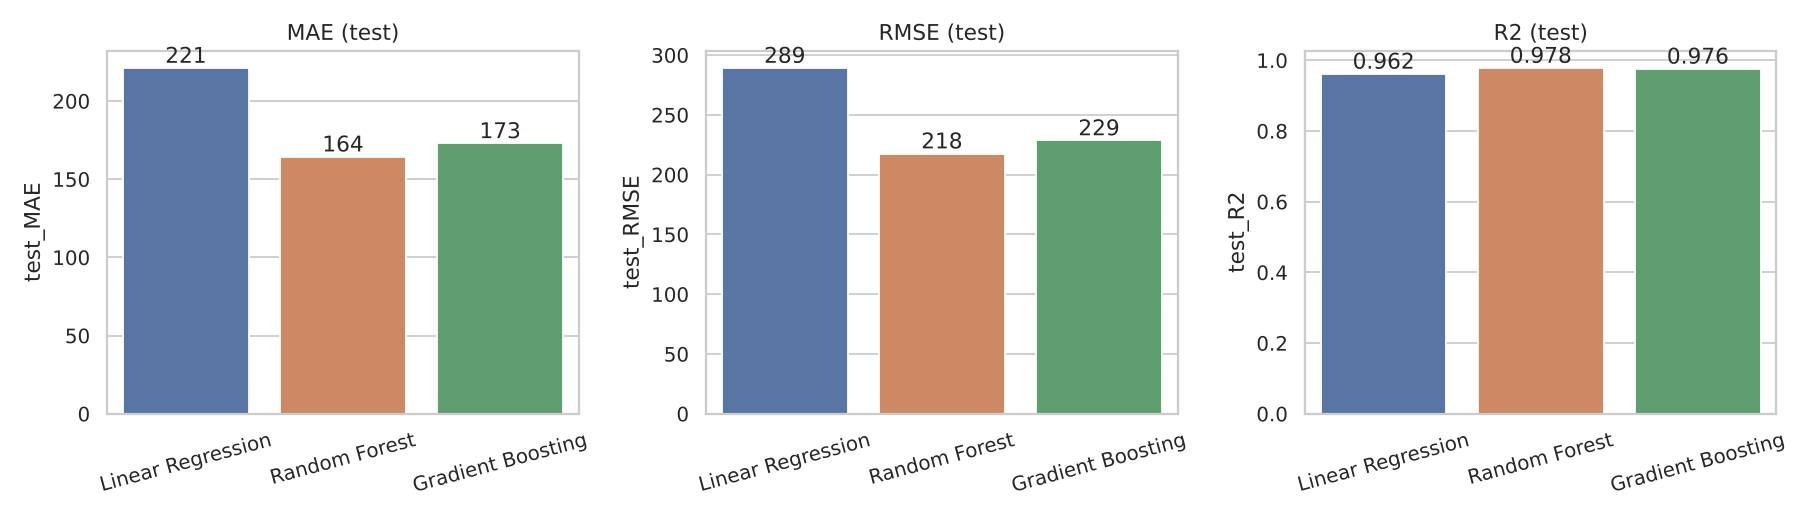 MAE (test)
221
164
173
200
150
100
50
0
test_MAE
Linear Regression
Random Forest
Gradient Boosting
RMSE (test)
289
218
229
300
250
200
150
100
50
0
test_RMSE
Linear Regression
Random Forest
Gradient Boosting
R2 (test)
0.962
0.978
0.976
1.0
0.8
0.6
0.4
0.2
0.0
test_R2
Linear Regression
Random Forest
Gradient Boosting